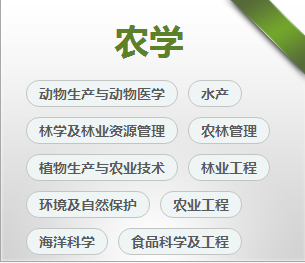 农学
动物生产与动物医学 水产
林学及林业资源管理 农林管理
植物生产与农业技术 林业工程
环境及自然保护 农业工程
海洋科学 食品科学及工程